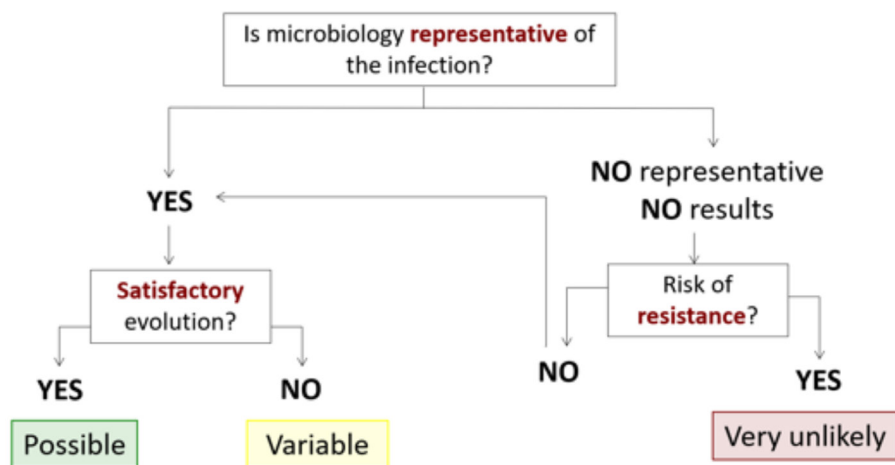 Is microbiology representative of
the infection?
YES
NO representative
NO results
Satisfactory
evolution?
Risk of
resistance?
YES
NO
NO
YES
Possible
Variable
Very unlikely